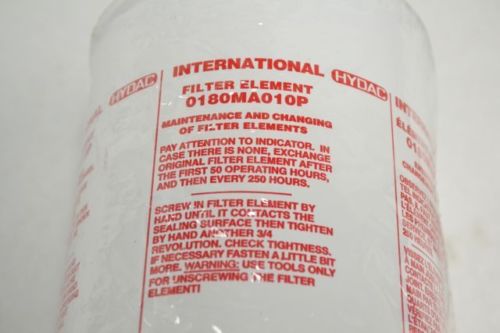 INTERNATIONAL HYDAC
FILTER ELEMENT
0180MA010P
MAINTENANCE AND CHANGING
OF FILTER ELEMENTS
PAY ATTENTION TO INDICATOR. IN
CASE THERE IS NONE, EXCHANGE
ORIGINAL FILTER ELEMENT AFTER
THE FIRST 50 OPERATING HOURS,
AND THEN EVERY 250 HOURS.
SCREW IN FILTER ELEMENT BY
HAND UNTIL IT CONTACTS THE
SEALING SURFACE THEN TIGHTEN
BY HAND ANOTHER 3/4
REVOLUTION. CHECK TIGHTNESS.
IF NECESSARY FASTEN A LITTLE BIT
MORE. WARNING: USE TOOLS ONLY
FOR UNSCREWING THE FILTER
ELEMENT!
HYDAC